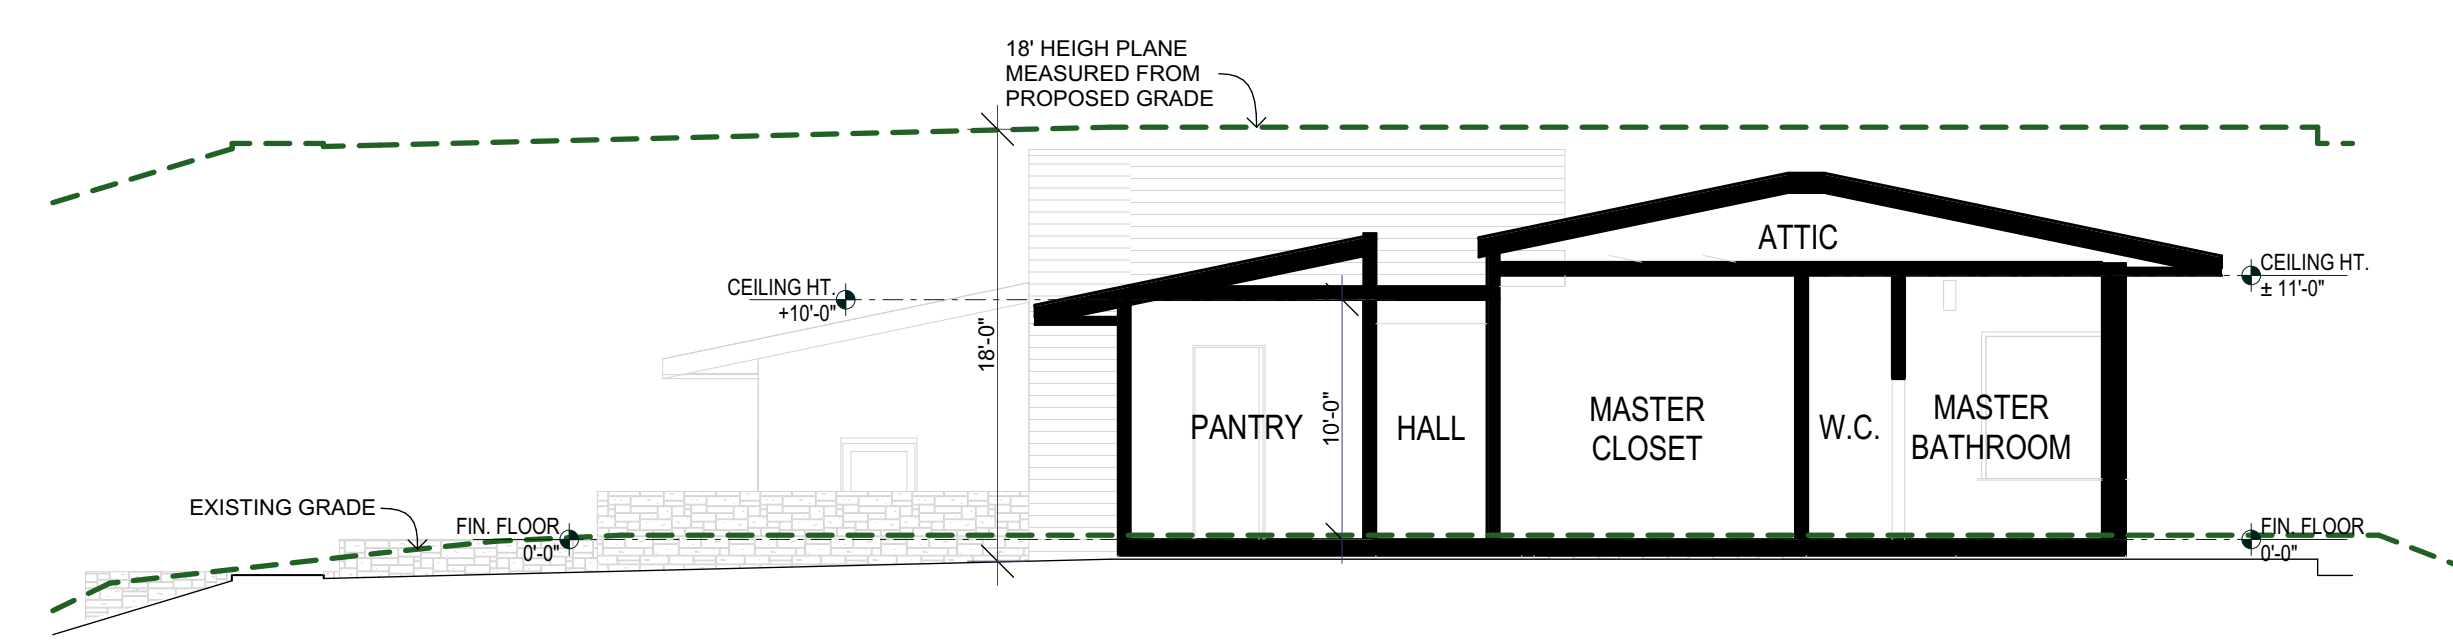 18' HEIGH PLANE
MEASURED FROM
PROPOSED GRADE
ATTIC
CEILING HT.
+10'-0"
CEILING HT.
± 11'-0"
18'-0"
10'-0"
PANTRY
HALL
MASTER
CLOSET
W.C.
MASTER
BATHROOM
EXISTING GRADE
FIN. FLOOR
0'-0"
FIN. FLOOR
0'-0"